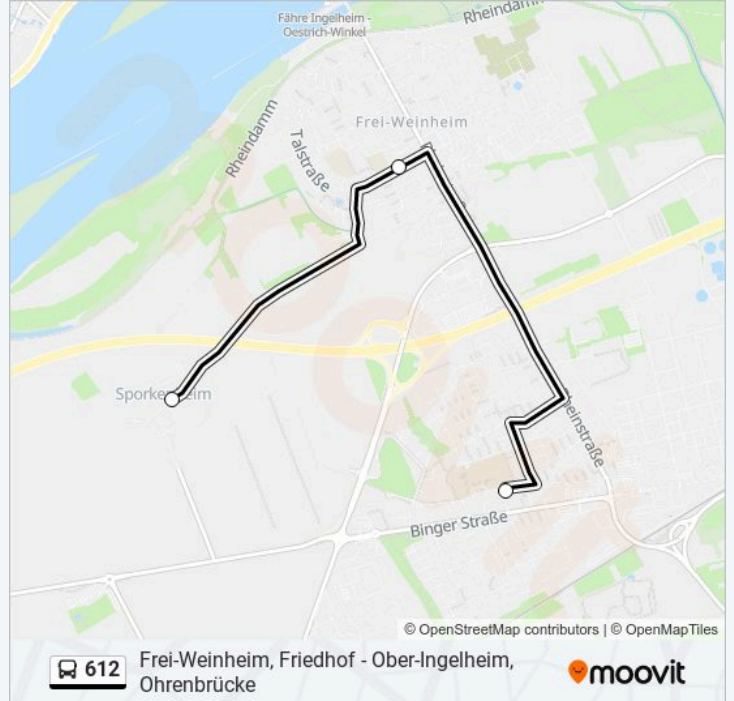 Fähre Ingelheim -
Oestrich-Winkel
Rheindamm
Frei-Weinheim
Rheindamm
Talstraße
Sporkenheim
Rheinstraße
Binger Straße
© OpenStreetMap contributors | © OpenMapTiles
612
Frei-Weinheim, Friedhof - Ober-Ingelheim,
Ohrenbrücke
moovit